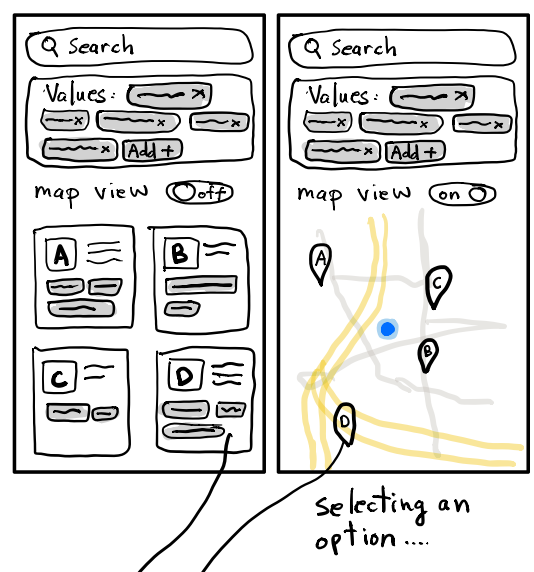 Search
Values:
Add +
map view off
A
B
C
D
Search
Values:
Add +
map view on
A
C
B
D
Selecting an
option ....